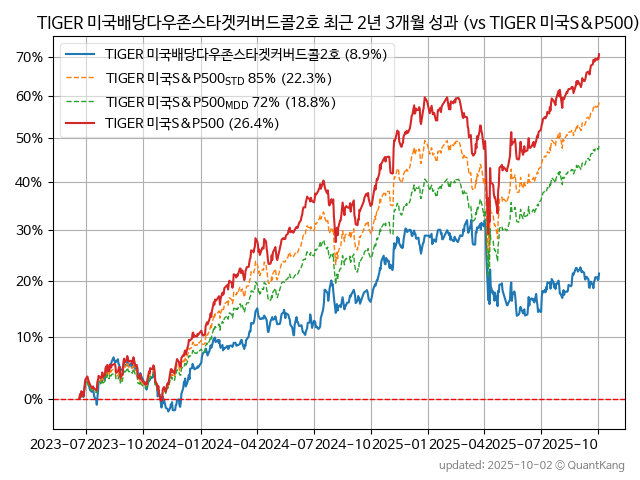 TIGER 미국배당다우존스타겟커버드콜2호 최근 2년 3개월 성과 (vs TIGER 미국S&P500)
70%
60%
50%
40%
30%
20%
10%
0%
TIGER 미국배당다우존스타겟커버드콜2호 (8.9%)
TIGER 미국S&P500STD 85% (22.3%)
TIGER 미국S&P500MDD 72% (18.8%)
TIGER 미국S&P500 (26.4%)
2023-07 2023-10 2024-01 2024-04 2024-07 2024-10 2025-01 2025-04 2025-07 2025-10
updated: 2025-10-02 © QuantKang